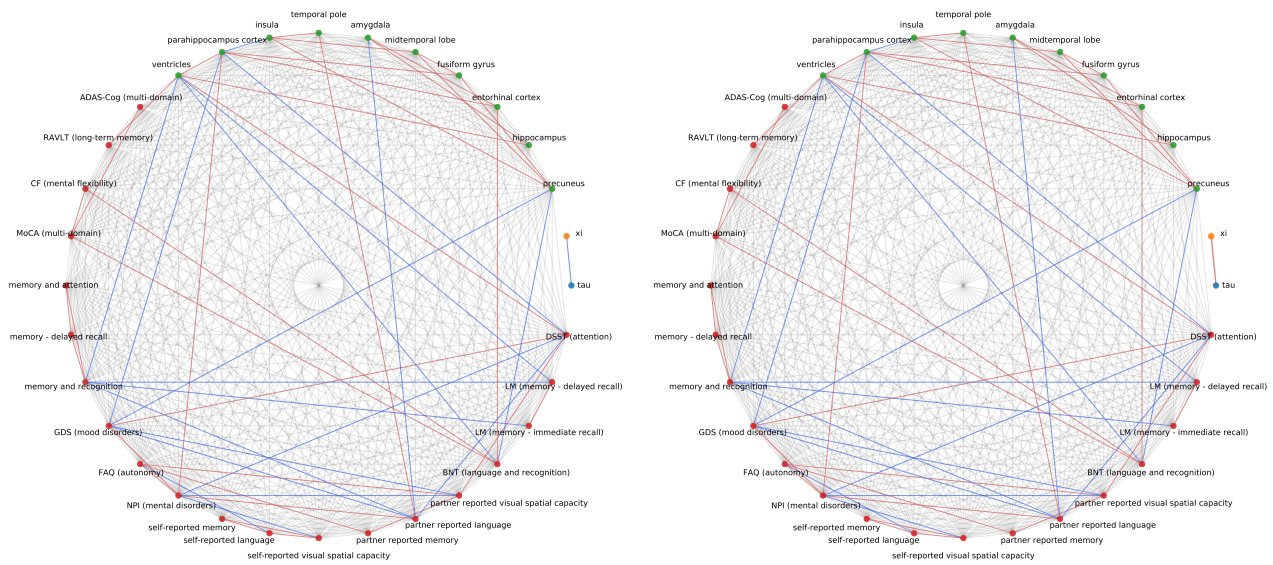 temporal pole
insula
amygdala
parahippocampus cortex
midtemporal lobe
ventricles
fusiform gyrus
ADAS-Cog (multi-domain)
entorhinal cortex
RAVLT (long-term memory)
hippocampus
CF (mental flexibility)
precuneus
MoCA (multi-domain)
xi
memory and attention
tau
memory - delayed recall
DSST (attention)
memory and recognition
LM (memory - delayed recall)
GDS (mood disorders)
LM (memory - immediate recall)
FAQ (autonomy)
BNT (language and recognition)
NPI (mental disorders)
partner reported visual spatial capacity
self-reported memory
partner reported language
self-reported language
partner reported memory
self-reported visual spatial capacity
temporal pole
insula
amygdala
parahippocampus cortex
midtemporal lobe
ventricles
fusiform gyrus
ADAS-Cog (multi-domain)
entorhinal cortex
RAVLT (long-term memory)
hippocampus
CF (mental flexibility)
precuneus
MoCA (multi-domain)
xi
memory and attention
tau
memory - delayed recall
DSST (attention)
memory and recognition
LM (memory - delayed recall)
GDS (mood disorders)
LM (memory - immediate recall)
FAQ (autonomy)
BNT (language and recognition)
NPI (mental disorders)
partner reported visual spatial capacity
self-reported memory
partner reported language
self-reported language
partner reported memory
self-reported visual spatial capacity